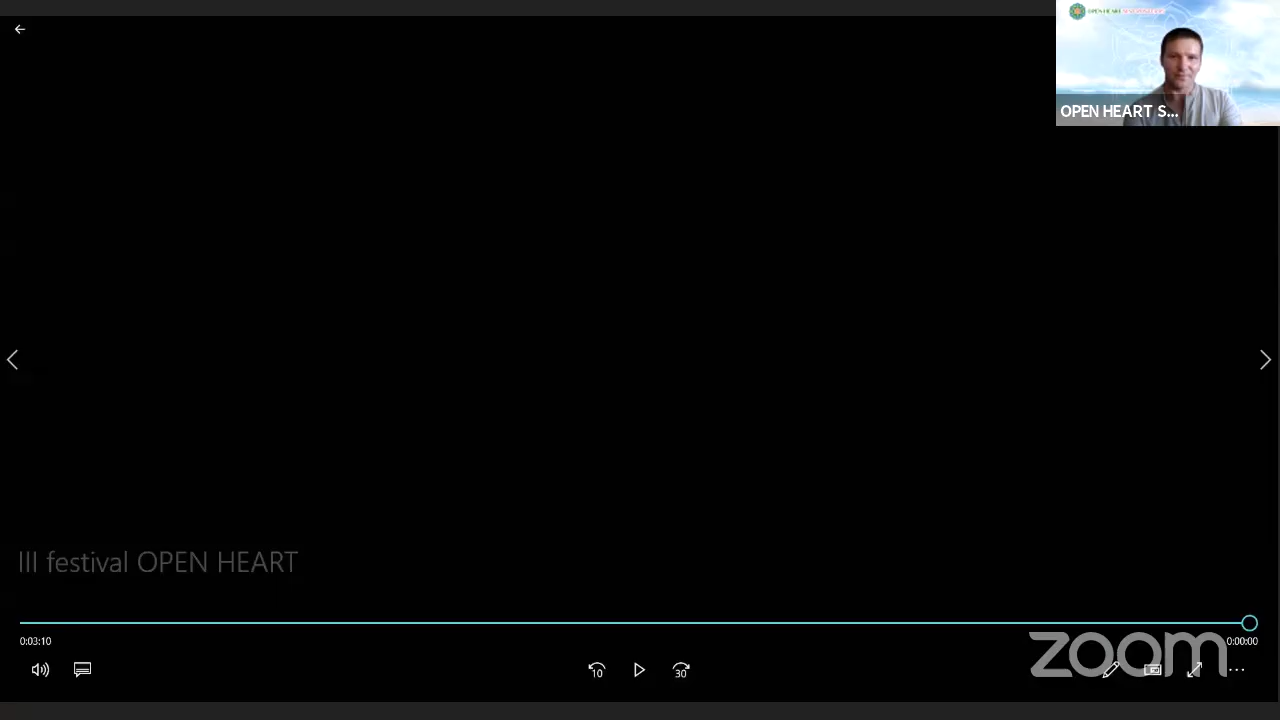 OPEN HEART S...
III festival OPEN HEART
0:03:10
0:00:00
10
30
zoom